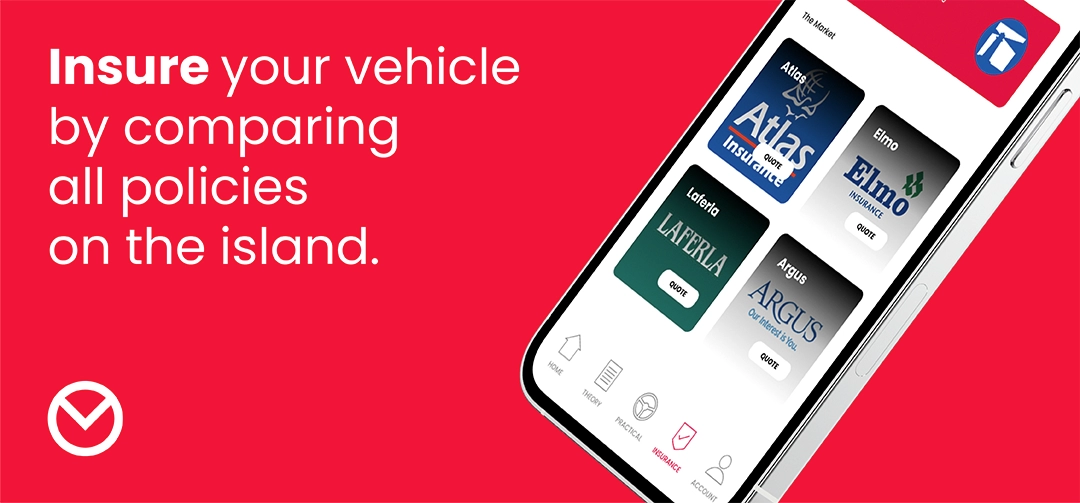 Insure your vehicle
by comparing
all policies
on the island.
The Market
Atlas
Atlas
Insurance
QUOTE
Elmo
Elmo
INSURANCE
QUOTE
Laferla
LAFERLA
QUOTE
Argus
ARGUS
Our Interest is You.
QUOTE
HOME
THEORY
PRACTICAL
INSURANCE
ACCOUNT